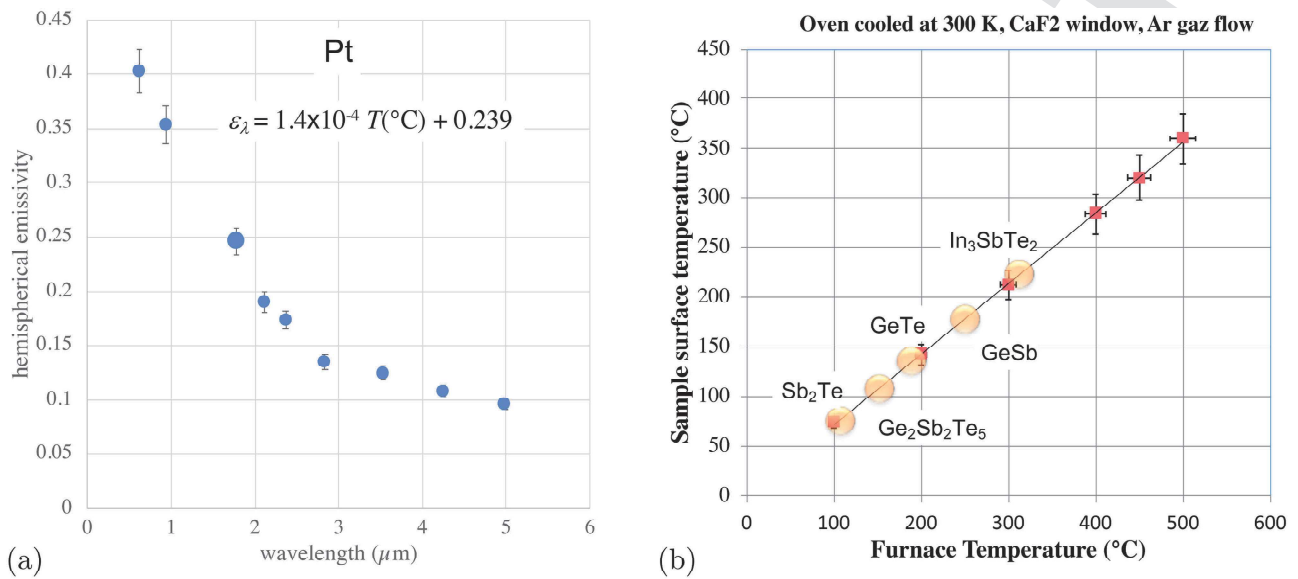 0.45
0.4
0.35
0.3
0.25
0.2
0.15
0.1
0.05
0
0
1
2
3
4
5
6
hemispherical emissivity
wavelength (μm)
Pt
ελ = 1.4x10⁻⁴ T(°C) + 0.239
(a)
Oven cooled at 300 K, CaF2 window, Ar gaz flow
450
400
350
300
250
200
150
100
50
0
0
100
200
300
400
500
600
Sample surface temperature (°C)
Furnace Temperature (°C)
In₃SbTe₂
GeTe
GeSb
Sb₂Te
Ge₂Sb₂Te₅
(b)